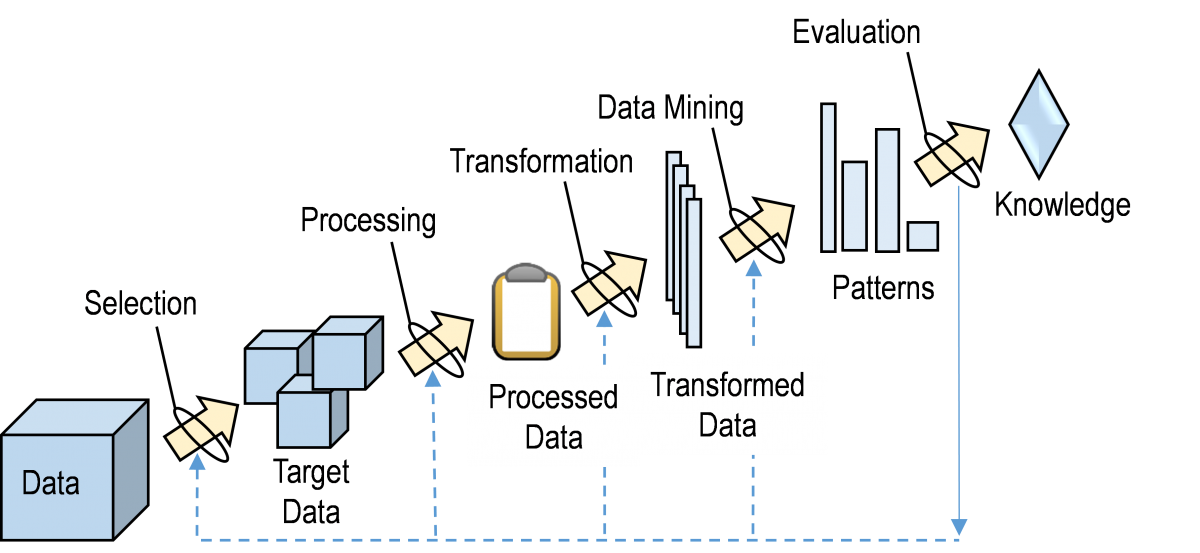 Evaluation
Data Mining
Transformation
Knowledge
Processing
Patterns
Selection
Processed
Data
Transformed
Data
Target
Data
Data